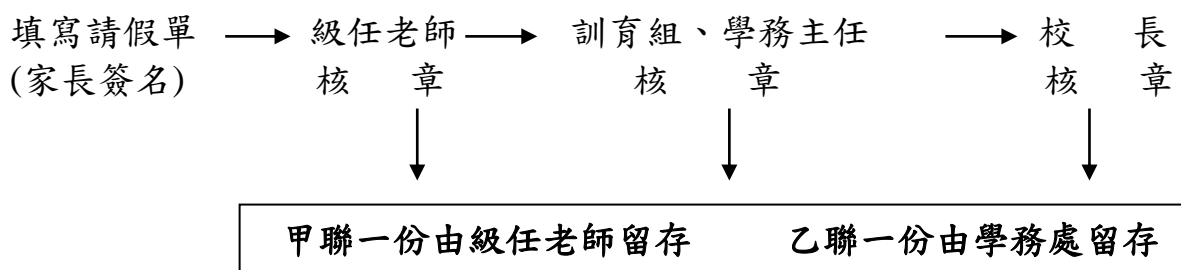 填寫請假單 級任老師 訓育組、學務主任 校 長
(家長簽名) 核 章 核 章 核 章
甲聯一份由級任老師留存 乙聯一份由學務處留存